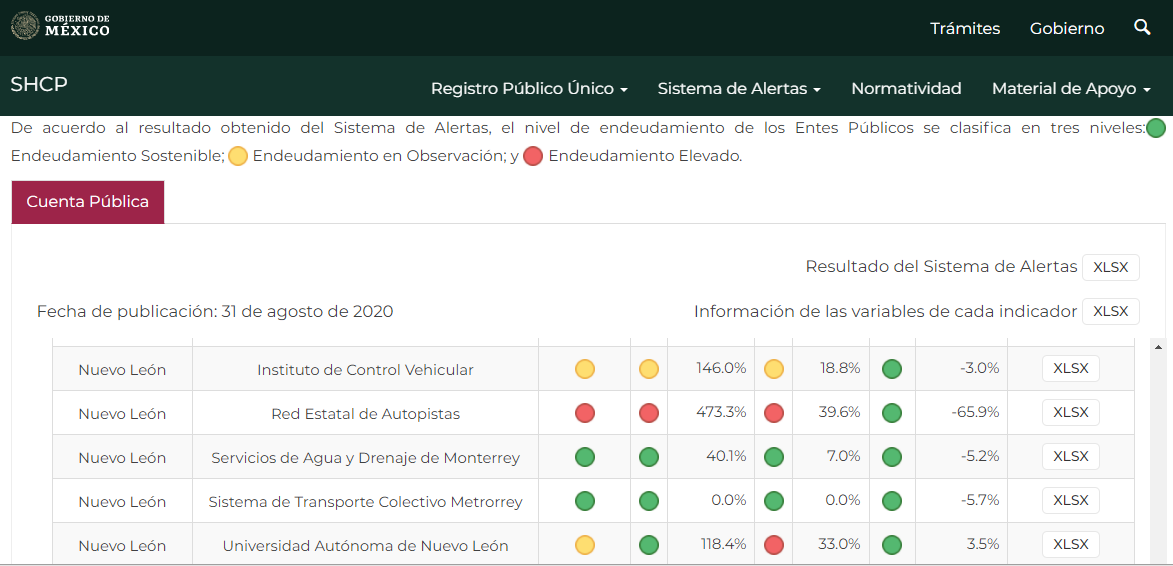 GOBIERNO DE
MÉXICO
Trámites Gobierno
SHCP
Registro Público Único Sistema de Alertas Normatividad Material de Apoyo
De acuerdo al resultado obtenido del Sistema de Alertas, el nivel de endeudamiento de los Entes Públicos se clasifica en tres niveles:
Endeudamiento Sostenible; Endeudamiento en Observación; y Endeudamiento Elevado.
Cuenta Pública
Resultado del Sistema de Alertas XLSX
Fecha de publicación: 31 de agosto de 2020 Información de las variables de cada indicador XLSX
Nuevo León Instituto de Control Vehicular 146.0% 18.8% -3.0% XLSX
Nuevo León Red Estatal de Autopistas 473.3% 39.6% -65.9% XLSX
Nuevo León Servicios de Agua y Drenaje de Monterrey 40.1% 7.0% -5.2% XLSX
Nuevo León Sistema de Transporte Colectivo Metrorrey 0.0% 0.0% -5.7% XLSX
Nuevo León Universidad Autónoma de Nuevo León 118.4% 33.0% 3.5% XLSX